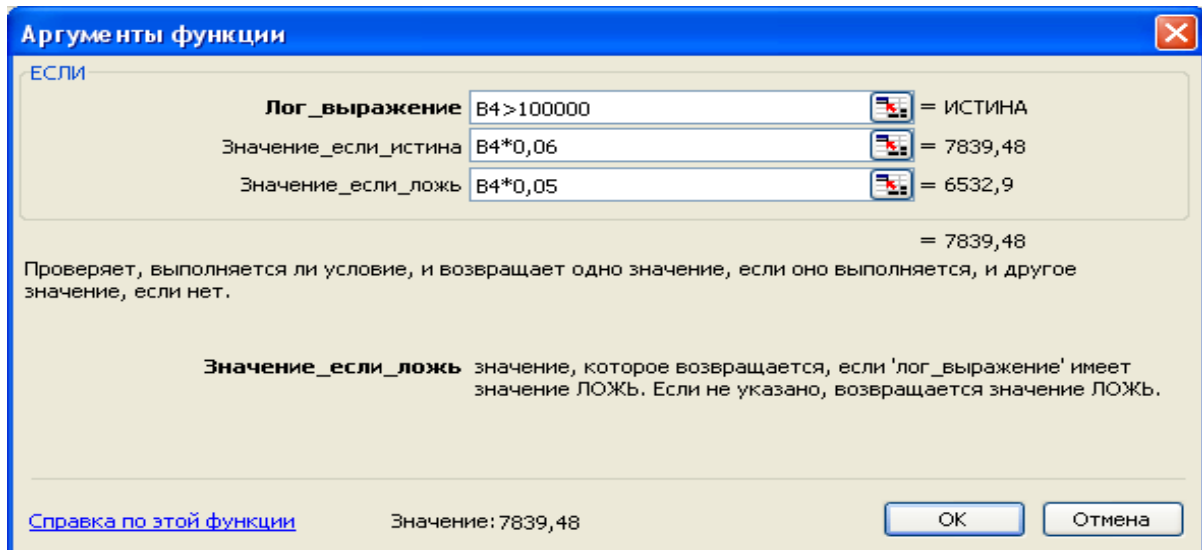 Аргументы функции
ЕСЛИ
Лог_выражение B4>100000 = ИСТИНА
Значение_если_истина B4*0,06 = 7839,48
Значение_если_ложь B4*0,05 = 6532,9
= 7839,48
Проверяет, выполняется ли условие, и возвращает одно значение, если оно выполняется, и другое
значение, если нет.
Значение_если_ложь значение, которое возвращается, если 'лог_выражение' имеет
значение ЛОЖЬ. Если не указано, возвращается значение ЛОЖЬ.
Справка по этой функции Значение: 7839,48 OK Отмена